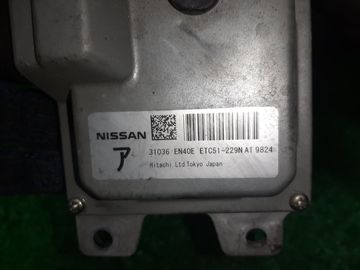 NISSAN
ア
31036 EN40E ETC51-229N A1 9824
Hitachi Ltd Tokyo Japan